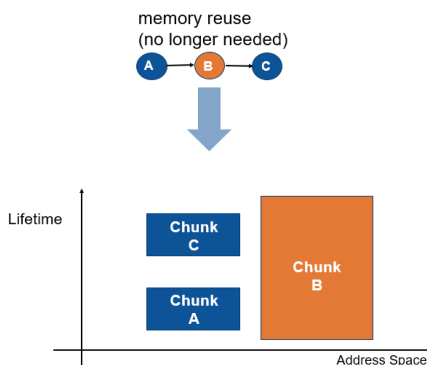 memory reuse
(no longer needed)
A
B
C
Lifetime
Chunk
C
Chunk
B
Chunk
A
Address Space